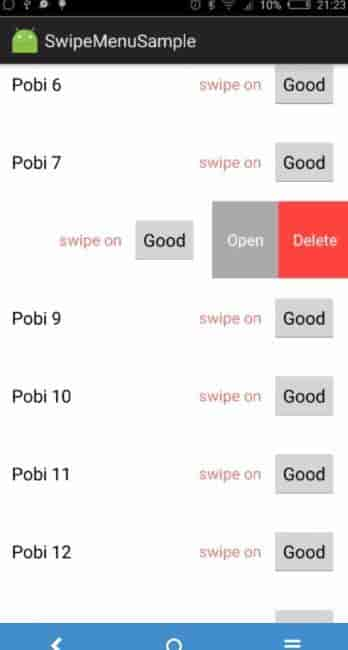 10% 21:23
SwipeMenuSample
Pobi 6 swipe on Good
Pobi 7 swipe on Good
swipe on Good Open Delete
Pobi 9 swipe on Good
Pobi 10 swipe on Good
Pobi 11 swipe on Good
Pobi 12 swipe on Good